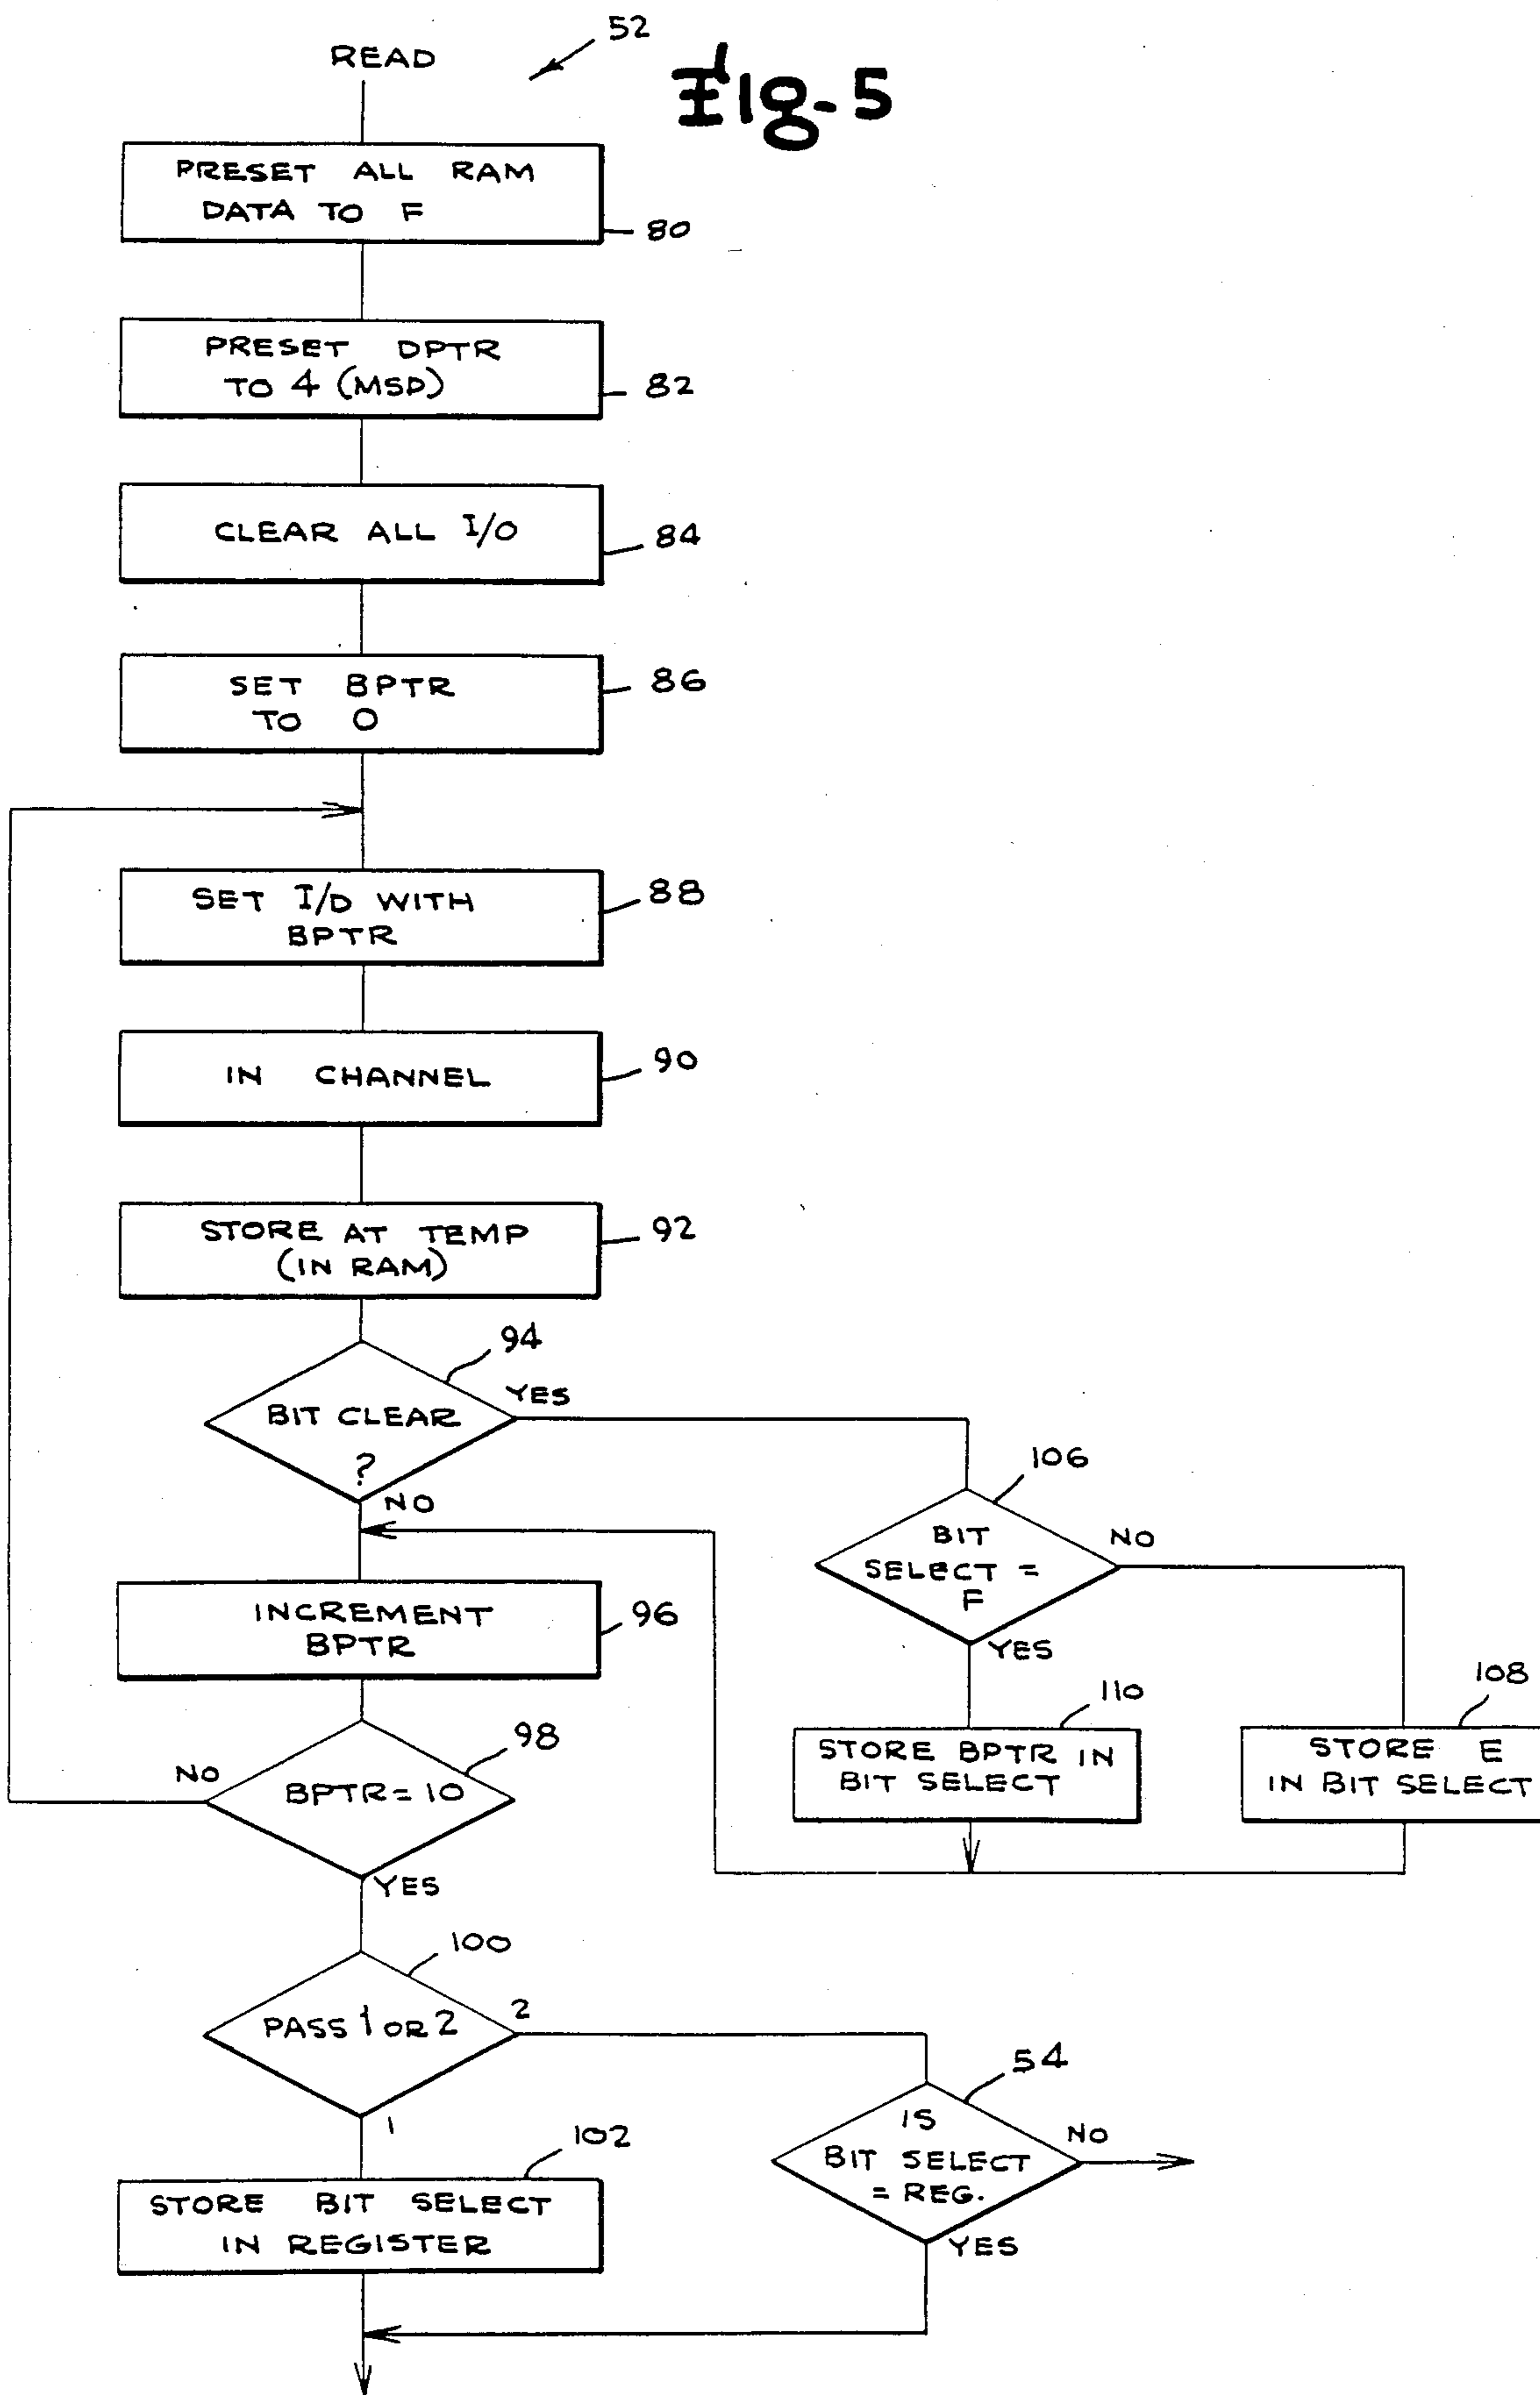 52
READ
Fig-5
PRESET ALL RAM
DATA TO F
80
PRESET DPTR
TO 4 (MSD)
82
CLEAR ALL I/O
84
SET BPTR
TO 0
86
SET I/D WITH
BPTR
88
IN CHANNEL
90
STORE AT TEMP
(IN RAM)
92
94
BIT CLEAR
?
YES
NO
106
BIT
SELECT =
F
NO
YES
INCREMENT
BPTR
96
110
STORE BPTR IN
BIT SELECT
108
STORE E
IN BIT SELECT
98
BPTR = 10
NO
YES
100
PASS 1 OR 2
2
1
54
IS
BIT SELECT
= REG.
NO
YES
102
STORE BIT SELECT
IN REGISTER